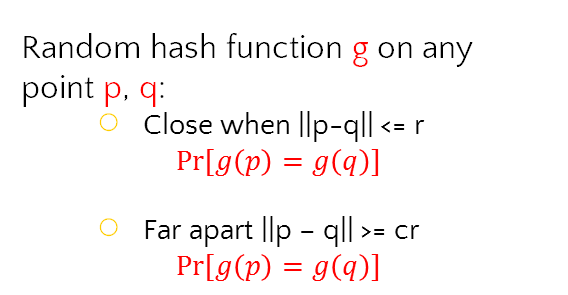 Random hash function g on any
point p, q:
Close when ||p-q|| <= r
Pr[g(p) = g(q)]
Far apart ||p – q|| >= cr
Pr[g(p) = g(q)]